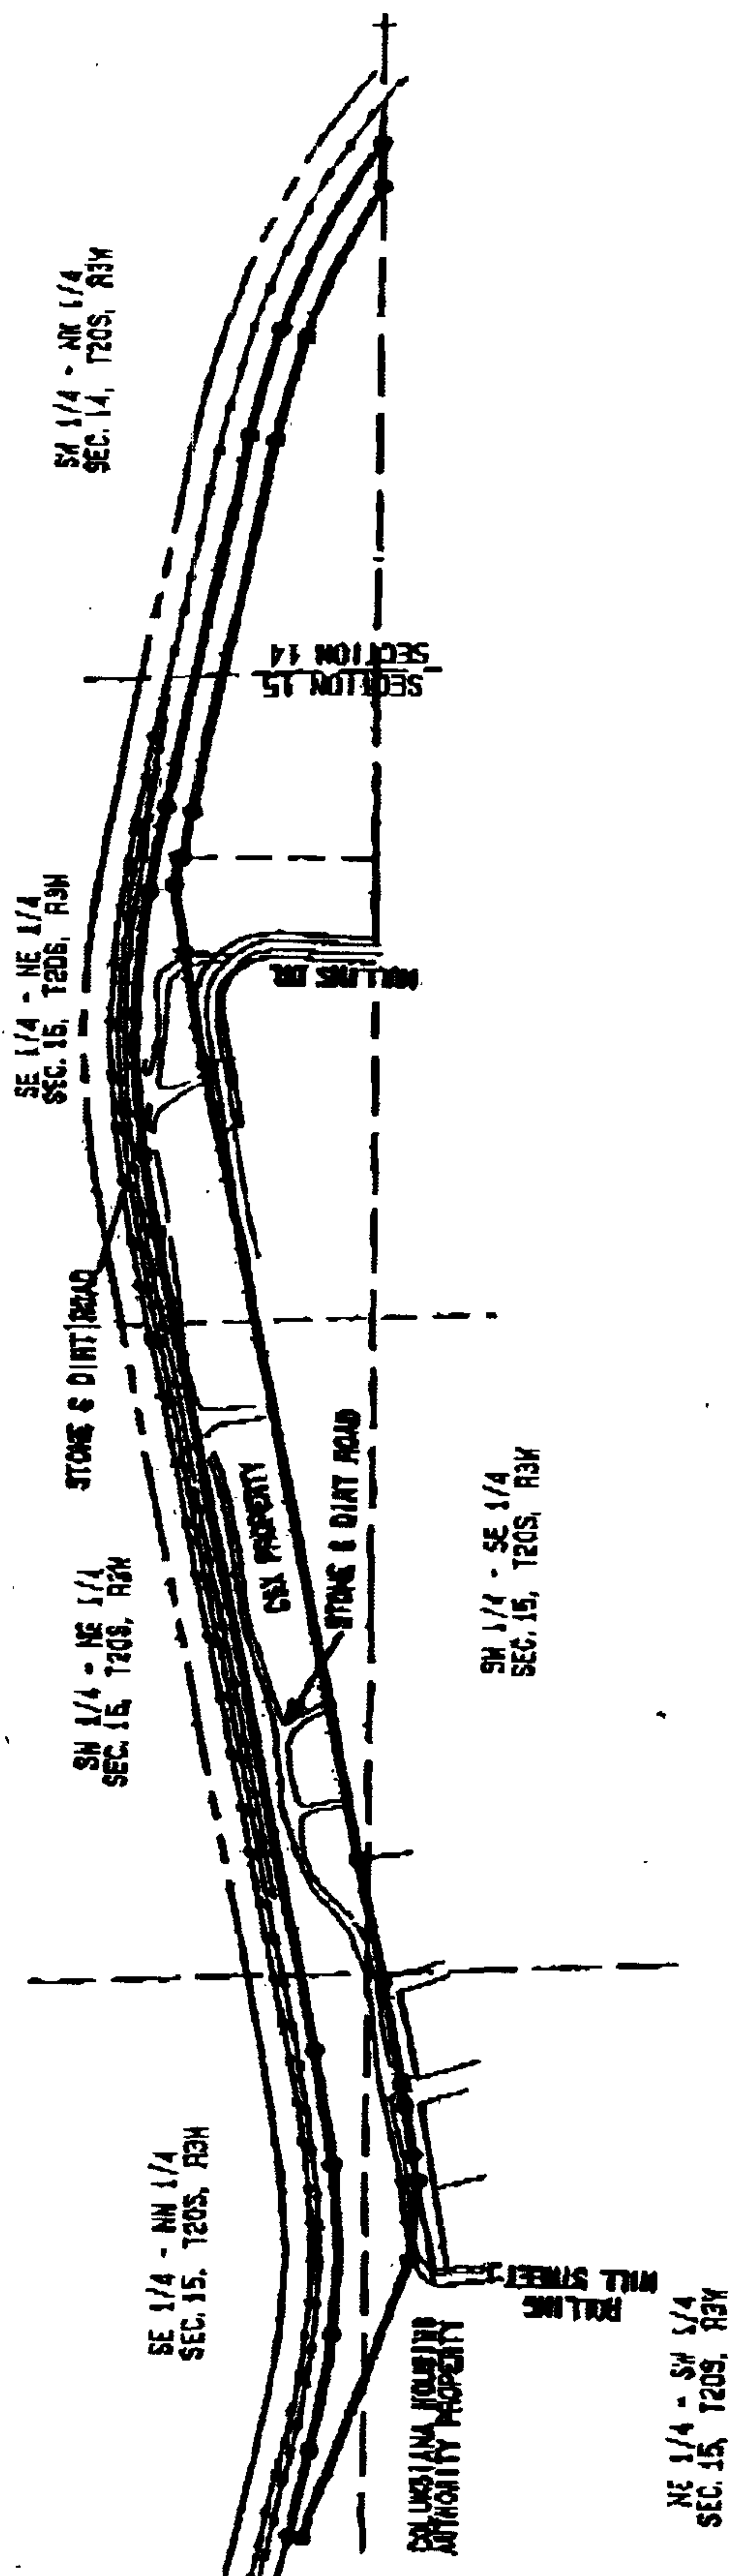 SW 1/4 - NW 1/4
SEC. 14, T20S, R3W
SECTION 14
SECTION 15
SE 1/4 - NE 1/4
SEC. 15, T20S, R3W
MULLINS DR.
STONE & DIRT ROAD
CSX PROPERTY
STONE & DIRT ROAD
SW 1/4 - NE 1/4
SEC. 15, T20S, R3W
SW 1/4 - SE 1/4
SEC. 15, T20S, R3W
SE 1/4 - NW 1/4
SEC. 15, T20S, R3W
ROLLING
MILL STREET
COLUMBIANA HOUSING
AUTHORITY PROPERTY
NE 1/4 - SW 1/4
SEC. 15, T20S, R3W